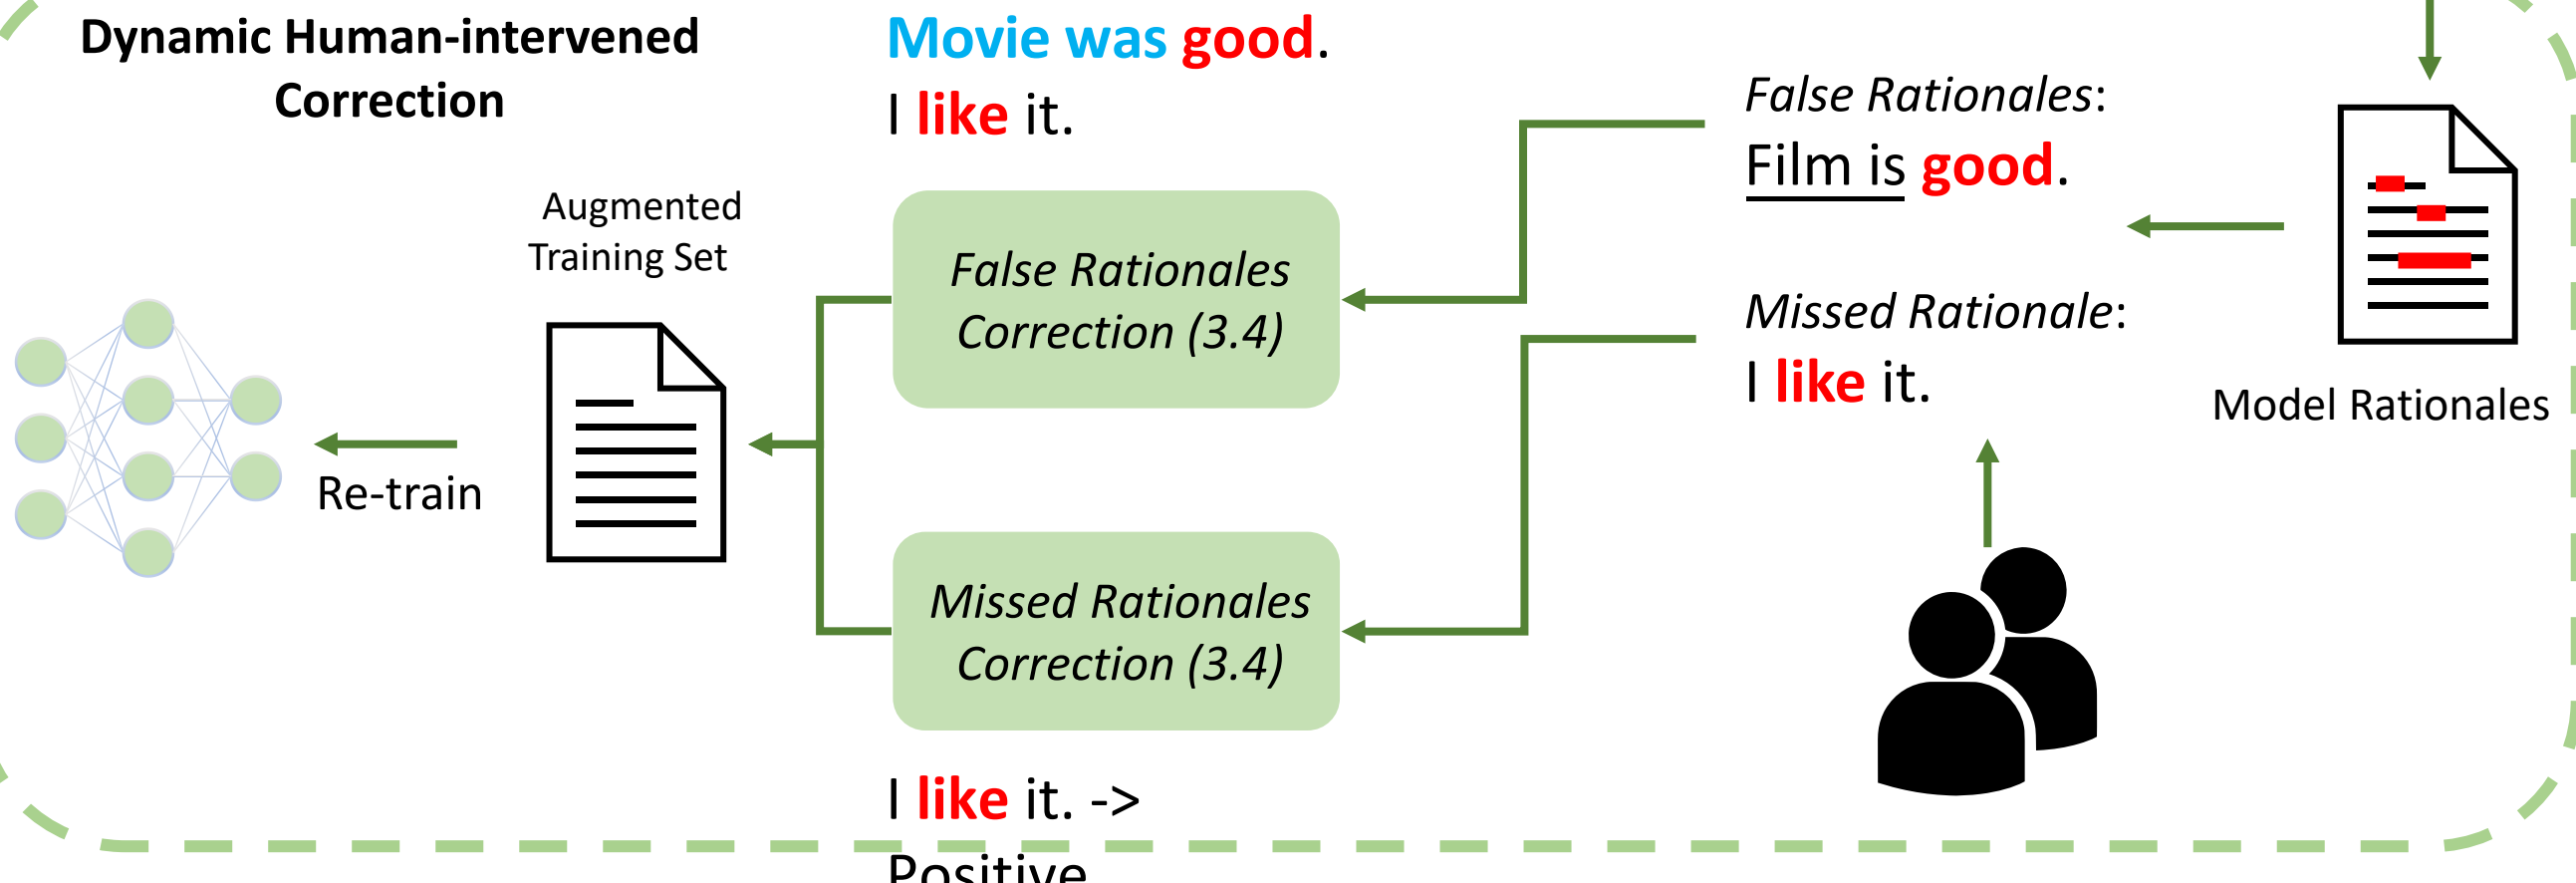 Dynamic Human-intervened
Correction
Movie was good.
I like it.
False Rationales:
Film is good.
Augmented
Training Set
False Rationales
Correction (3.4)
Missed Rationale:
I like it.
Model Rationales
Re-train
Missed Rationales
Correction (3.4)
I like it. ->
Positive